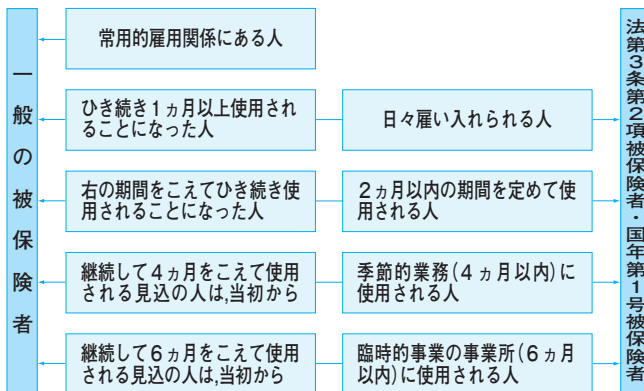 一般の被保険者
常用的雇用関係にある人
ひき続き1ヵ月以上使用され
ることになった人
日々雇い入れられる人
右の期間をこえてひき続き使
用されることになった人
2ヵ月以内の期間を定めて使
用される人
継続して4ヵ月をこえて使用
される見込の人は,当初から
季節的業務(4ヵ月以内)に
使用される人
継続して6ヵ月をこえて使用
される見込の人は,当初から
臨時的事業の事業所(6ヵ月
以内)に使用される人
法第3条第2項被保険者・国年第1号被保険者